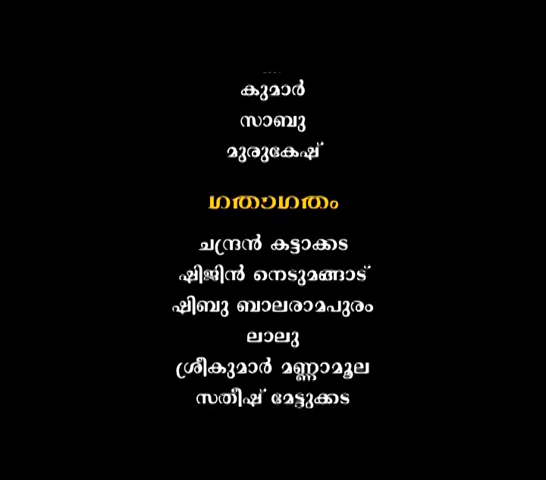 കുമാർ
സാബു
മുരുകേഷ്
ഗതാഗതം
ചന്ദ്രൻ കട്ടാക്കട
ഷിജിൻ നെടുമങ്ങാട്
ഷിബു ബാലരാമപുരം
ലാലു
ശ്രീകുമാർ മണ്ണാമൂല
സതീഷ് മേട്ടുക്കട